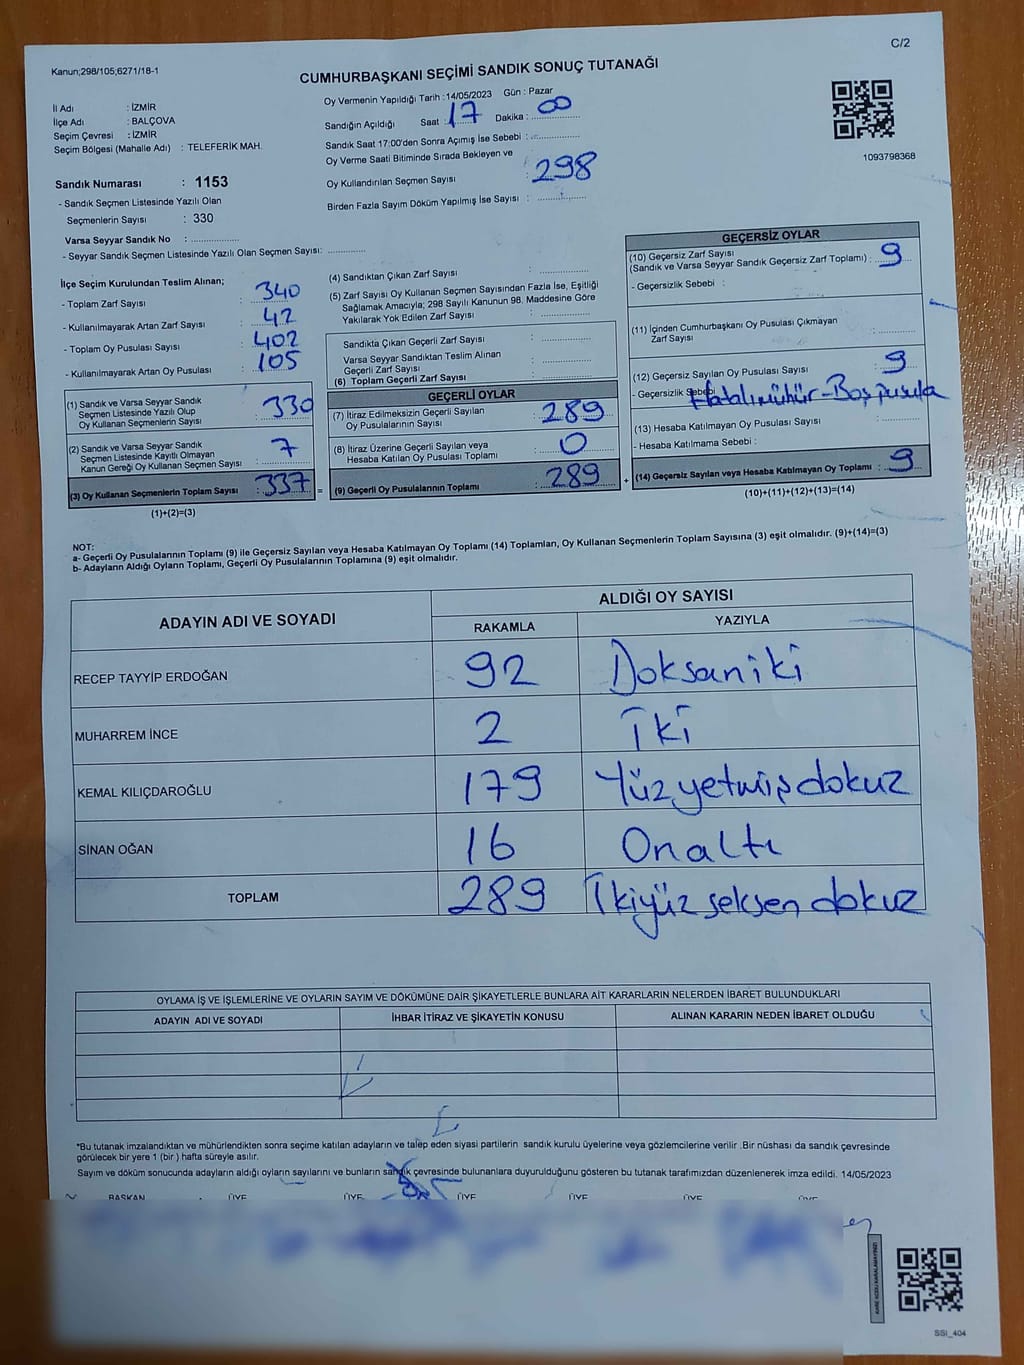 C/2
Kanun;298/105;6271/18-1
CUMHURBAŞKANI SEÇİMİ SANDIK SONUÇ TUTANAĞI
İl Adı : İZMİR
İlçe Adı : BALÇOVA
Seçim Çevresi : İZMİR
Seçim Bölgesi (Mahalle Adı) : TELEFERİK MAH.
Oy Vermenin Yapıldığı Tarih :14/05/2023 Gün : Pazar
Sandığın Açıldığı Saat : 17 Dakika : 00
Sandık Saat 17:00'den Sonra Açımış İse Sebebi :
Oy Verme Saati Bitiminde Sırada Bekleyen ve
Oy Kullandırılan Seçmen Sayısı : 298
Birden Fazla Sayım Döküm Yapılmış İse Sayısı :
1093798368
Sandık Numarası : 1153
- Sandık Seçmen Listesinde Yazılı Olan
Seçmenlerin Sayısı : 330
Varsa Seyyar Sandık No :
- Seyyar Sandık Seçmen Listesinde Yazılı Olan Seçmen Sayısı:
İlçe Seçim Kurulundan Teslim Alınan;
- Toplam Zarf Sayısı : 340
- Kullanılmayarak Artan Zarf Sayısı : 42
- Toplam Oy Pusulası Sayısı : 402
- Kullanılmayarak Artan Oy Pusulası : 105
(1) Sandık ve Varsa Seyyar Sandık
Seçmen Listesinde Yazılı Olup
Oy Kullanan Seçmenlerin Sayısı : 330
(2) Sandık ve Varsa Seyyar Sandık
Seçmen Listesinde Kayıtlı Olmayan
Kanun Gereği Oy Kullanan Seçmen Sayısı : 7
(3) Oy Kullanan Seçmenlerin Toplam Sayısı : 337 =
(1)+(2)=(3)
(4) Sandıktan Çıkan Zarf Sayısı :
(5) Zarf Sayısı Oy Kullanan Seçmen Sayısından Fazla İse, Eşitliği
Sağlamak Amacıyla; 298 Sayılı Kanunun 98. Maddesine Göre
Yakılarak Yok Edilen Zarf Sayısı :
Sandıkta Çıkan Geçerli Zarf Sayısı :
Varsa Seyyar Sandıktan Teslim Alınan
Geçerli Zarf Sayısı :
(6) Toplam Geçerli Zarf Sayısı :
GEÇERLİ OYLAR
(7) İtiraz Edilmeksizin Geçerli Sayılan
Oy Pusulalarının Sayısı : 289
(8) İtiraz Üzerine Geçerli Sayılan veya
Hesaba Katılan Oy Pusulası Toplamı : 0
(9) Geçerli Oy Pusulalarının Toplamı : 289 +
GEÇERSİZ OYLAR
(10) Geçersiz Zarf Sayısı
(Sandık ve Varsa Seyyar Sandık Geçersiz Zarf Toplamı) : 9
- Geçersizlik Sebebi :
(11) İçinden Cumhurbaşkanı Oy Pusulası Çıkmayan
Zarf Sayısı :
(12) Geçersiz Sayılan Oy Pusulası Sayısı : 9
- Geçersizlik Sebebi Hatalı mühür - Boş pusula
(13) Hesaba Katılmayan Oy Pusulası Sayısı :
- Hesaba Katılmama Sebebi :
(14) Geçersiz Sayılan veya Hesaba Katılmayan Oy Toplamı : 9
(10)+(11)+(12)+(13)=(14)
NOT:
a- Geçerli Oy Pusulalarının Toplamı (9) ile Geçersiz Sayılan veya Hesaba Katılmayan Oy Toplamı (14) Toplamları, Oy Kullanan Seçmenlerin Toplam Sayısına (3) eşit olmalıdır. (9)+(14)=(3)
b- Adayların Aldığı Oyların Toplamı, Geçerli Oy Pusulalarının Toplamına (9) eşit olmalıdır.
ADAYIN ADI VE SOYADI
ALDIĞI OY SAYISI
RAKAMLA YAZIYLA
RECEP TAYYİP ERDOĞAN 92 Doksaniki
MUHARREM İNCE 2 İki
KEMAL KILIÇDAROĞLU 179 Yüzyetmişdokuz
SİNAN OĞAN 16 Onaltı
TOPLAM 289 İkiyüz seksen dokuz
OYLAMA İŞ VE İŞLEMLERİNE VE OYLARIN SAYIM VE DÖKÜMÜNE DAİR ŞİKAYETLERLE BUNLARA AİT KARARLARIN NELERDEN İBARET BULUNDUKLARI
ADAYIN ADI VE SOYADI İHBAR İTİRAZ VE ŞİKAYETİN KONUSU ALINAN KARARIN NEDEN İBARET OLDUĞU
*Bu tutanak imzalandıktan ve mühürlendikten sonra seçime katılan adayların ve talep eden siyasi partilerin sandık kurulu üyelerine veya gözlemcilerine verilir .Bir nüshası da sandık çevresinde
görülecek bir yere 1 (bir ) hafta süreyle asılır.
Sayım ve döküm sonucunda adayların aldığı oyların sayılarını ve bunların sandık çevresinde bulunanlara duyurulduğunu gösteren bu tutanak tarafımızdan düzenlenerek imza edildi. 14/05/2023
BAŞKAN ÜYE ÜYE ÜYE ÜYE ÜYE ÜYE
KARE KODU KARALAMAYINIZ!
SSI_404